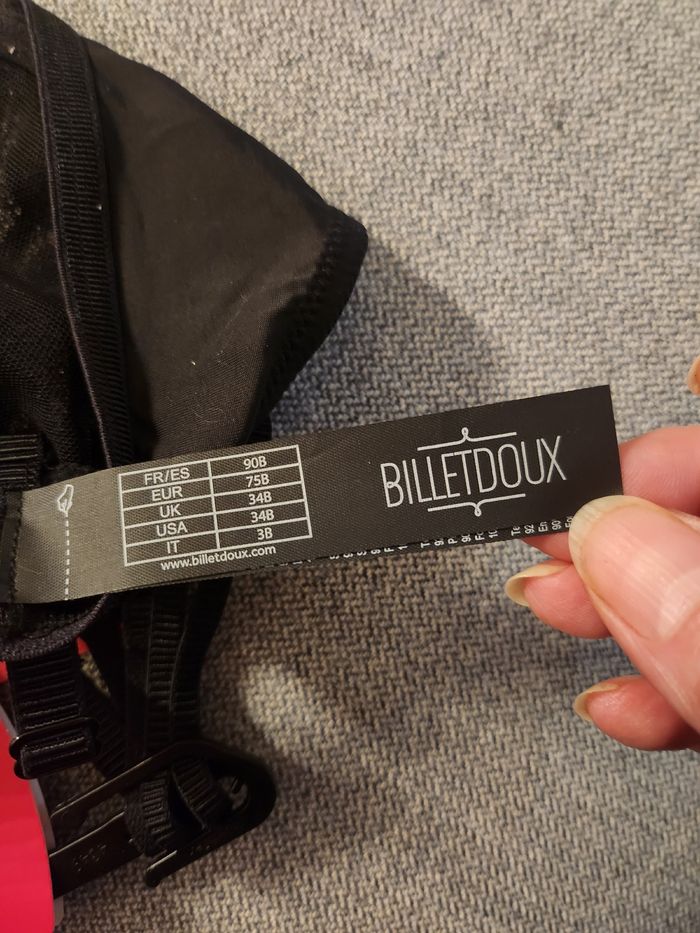 FR/ES 90B
EUR 75B
UK 34B
USA 34B
IT 3B
www.billetdoux.com
BILLETDOUX